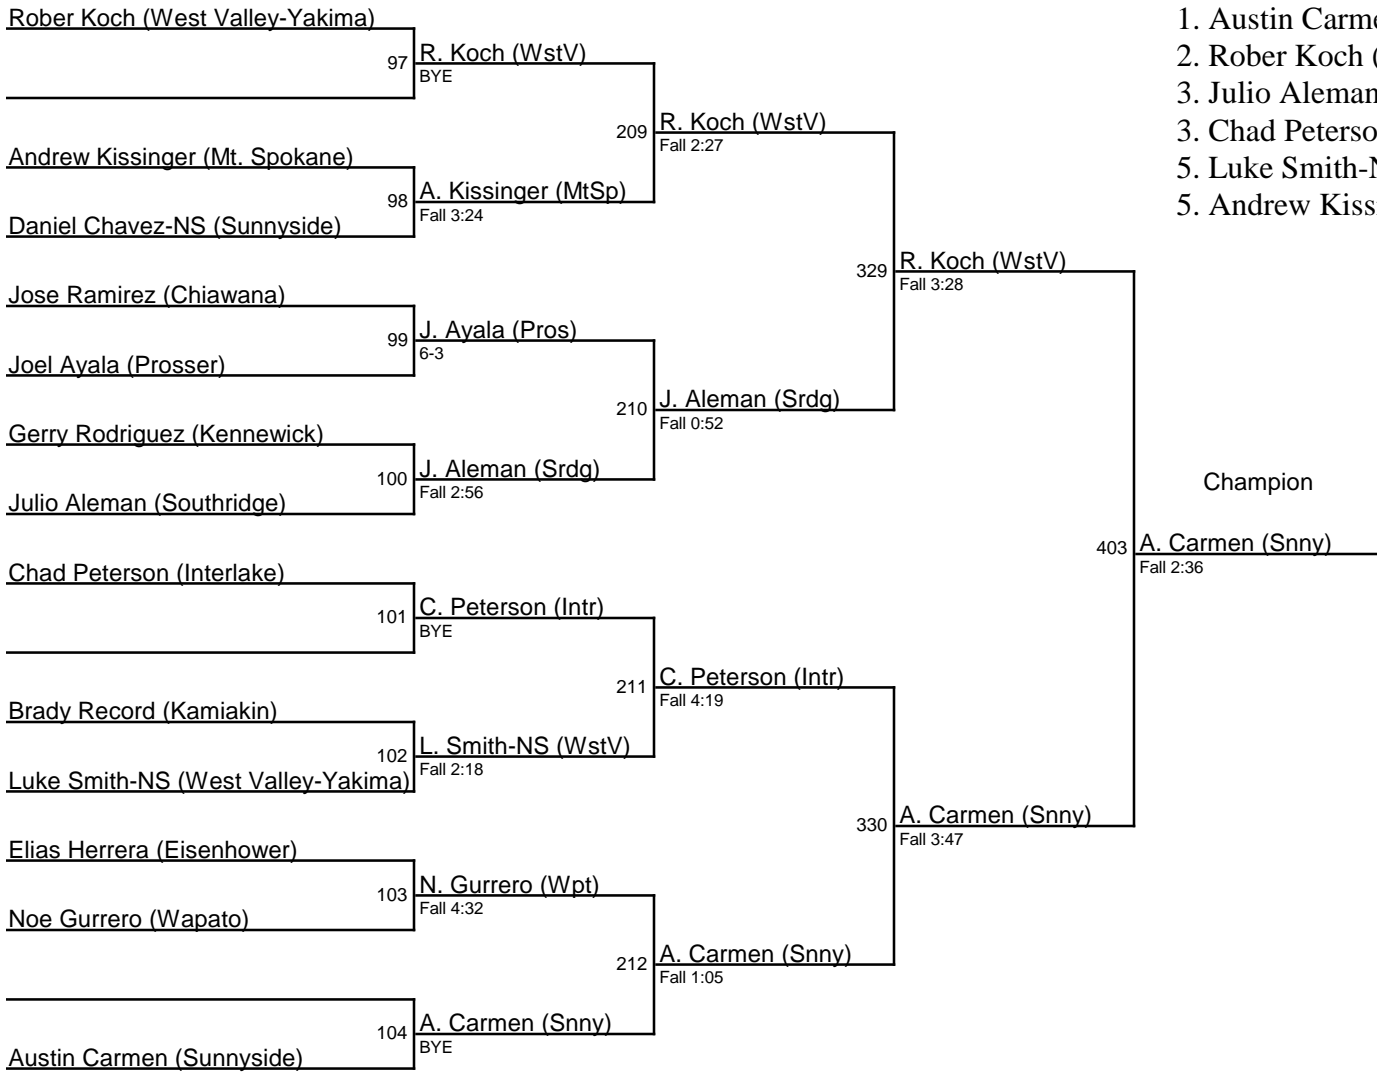 Rober Koch (West Valley-Yakima)
97
R. Koch (WstV)
BYE
Andrew Kissinger (Mt. Spokane)
98
A. Kissinger (MtSp)
Fall 3:24
Daniel Chavez-NS (Sunnyside)
209
R. Koch (WstV)
Fall 2:27
Jose Ramirez (Chiawana)
99
J. Ayala (Pros)
6-3
Joel Ayala (Prosser)
210
J. Aleman (Srdg)
Fall 0:52
Gerry Rodriguez (Kennewick)
100
J. Aleman (Srdg)
Fall 2:56
Julio Aleman (Southridge)
329
R. Koch (WstV)
Fall 3:28
Chad Peterson (Interlake)
101
C. Peterson (Intr)
BYE
211
C. Peterson (Intr)
Fall 4:19
Brady Record (Kamiakin)
102
L. Smith-NS (WstV)
Fall 2:18
Luke Smith-NS (West Valley-Yakima)
330
A. Carmen (Snny)
Fall 3:47
Elias Herrera (Eisenhower)
103
N. Gurrero (Wpt)
Fall 4:32
Noe Gurrero (Wapato)
212
A. Carmen (Snny)
Fall 1:05
104
A. Carmen (Snny)
BYE
Austin Carmen (Sunnyside)
Champion
403
A. Carmen (Snny)
Fall 2:36
1. Austin Carme
2. Rober Koch (
3. Julio Aleman
3. Chad Peterso
5. Luke Smith-N
5. Andrew Kissi